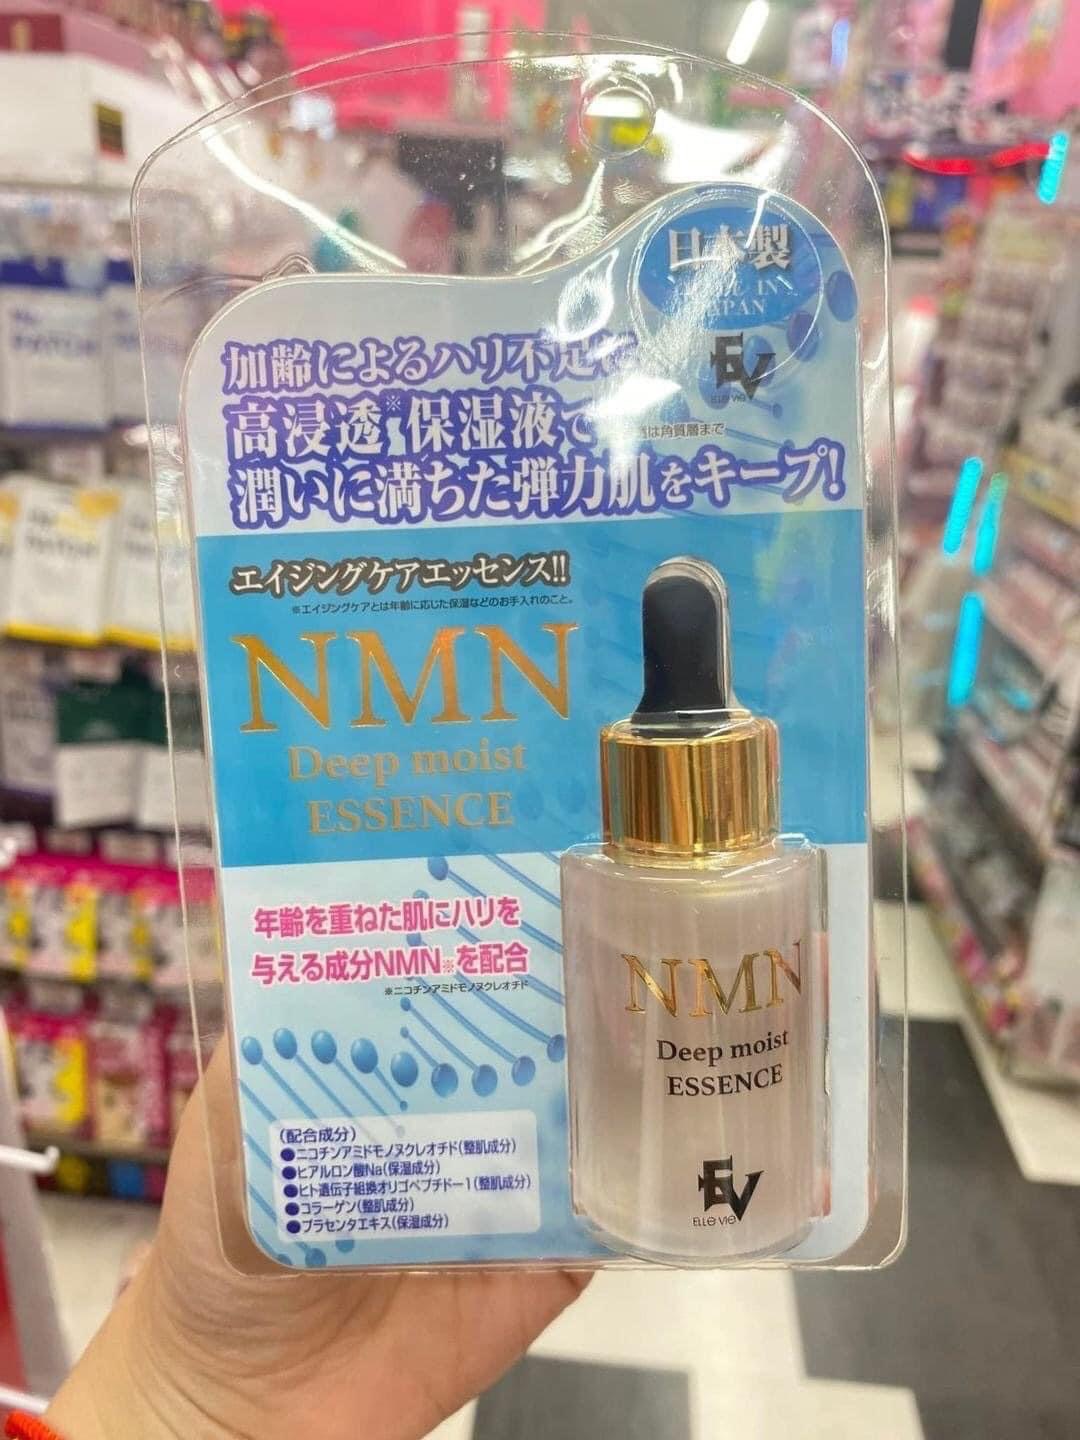 日本製
MADE IN
JAPAN
EV
ELLE VIE
加齢によるハリ不足に
高浸透※保湿液で
透は角質層まで
潤いに満ちた弾力肌をキープ!
エイジングケアエッセンス!!
※エイジングケアとは年齢に応じた保湿などのお手入れのこと。
NMN
Deep moist
ESSENCE
年齢を重ねた肌にハリを
与える成分NMN※を配合
※ニコチンアミドモノヌクレオチド
(配合成分)
●ニコチンアミドモノヌクレオチド(整肌成分)
●ヒアルロン酸Na(保湿成分)
●ヒト遺伝子組換オリゴペプチド－1(整肌成分)
●コラーゲン(整肌成分)
●プラセンタエキス(保湿成分)
NMN
Deep moist
ESSENCE
EV
ELLE VIE
PATCH